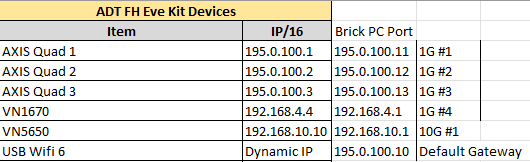 ADT FH Eve Kit Devices
Item IP/16 Brick PC Port
AXIS Quad 1 195.0.100.1 195.0.100.11 1G #1
AXIS Quad 2 195.0.100.2 195.0.100.12 1G #2
AXIS Quad 3 195.0.100.3 195.0.100.13 1G #3
VN1670 192.168.4.4 192.168.4.1 1G #4
VN5650 192.168.10.10 192.168.10.1 10G #1
USB Wifi 6 Dynamic IP 195.0.100.10 Default Gateway